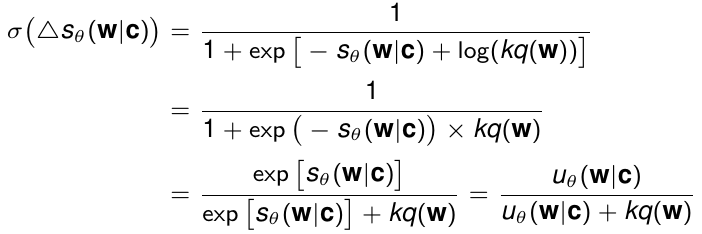 σ(△s_θ(w|c)) = 1 / (1 + exp[ − s_θ(w|c) + log(kq(w))])
= 1 / (1 + exp( − s_θ(w|c)) × kq(w))
= exp[s_θ(w|c)] / (exp[s_θ(w|c)] + kq(w)) = u_θ(w|c) / (u_θ(w|c) + kq(w))